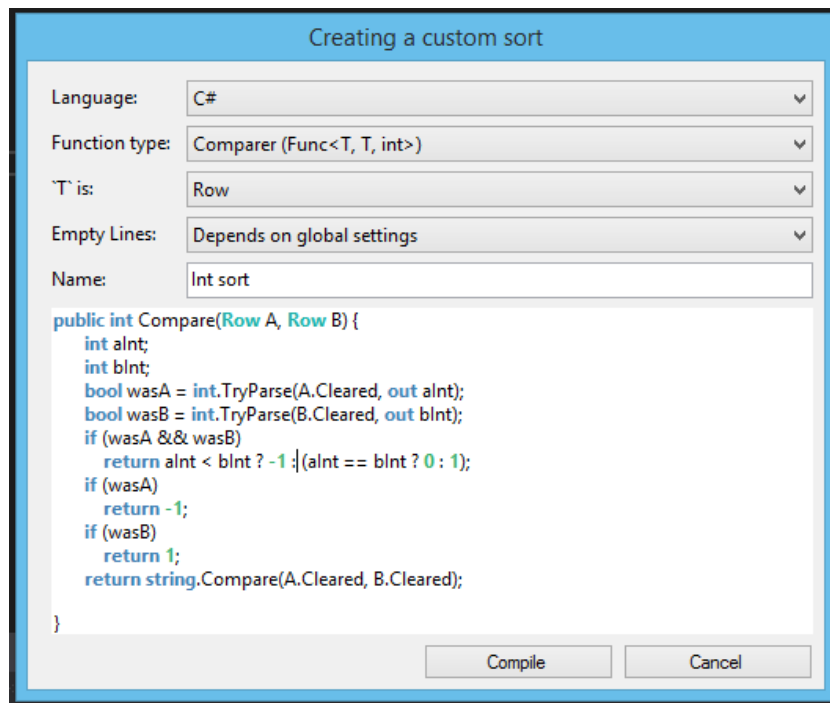 Creating a custom sort
Language: C#
Function type: Comparer (Func<T, T, int>)
`T` is: Row
Empty Lines: Depends on global settings
Name: Int sort
public int Compare(Row A, Row B) {
int aInt;
int bInt;
bool wasA = int.TryParse(A.Cleared, out aInt);
bool wasB = int.TryParse(B.Cleared, out bInt);
if (wasA && wasB)
return aInt < bInt ? -1 : (aInt == bInt ? 0 : 1);
if (wasA)
return -1;
if (wasB)
return 1;
return string.Compare(A.Cleared, B.Cleared);
}
Compile Cancel